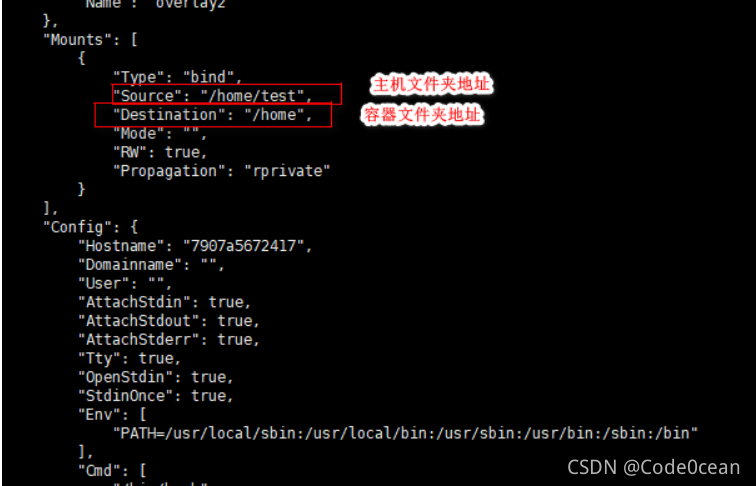 "Name": "overlay2"
},
"Mounts": [
{
"Type": "bind",
"Source": "/home/test", 主机文件夹地址
"Destination": "/home", 容器文件夹地址
"Mode": "",
"RW": true,
"Propagation": "rprivate"
}
],
"Config": {
"Hostname": "7907a5672417",
"Domainname": "",
"User": "",
"AttachStdin": true,
"AttachStdout": true,
"AttachStderr": true,
"Tty": true,
"OpenStdin": true,
"StdinOnce": true,
"Env": [
"PATH=/usr/local/sbin:/usr/local/bin:/usr/sbin:/usr/bin:/sbin:/bin"
],
"Cmd": [
CSDN @Code0cean